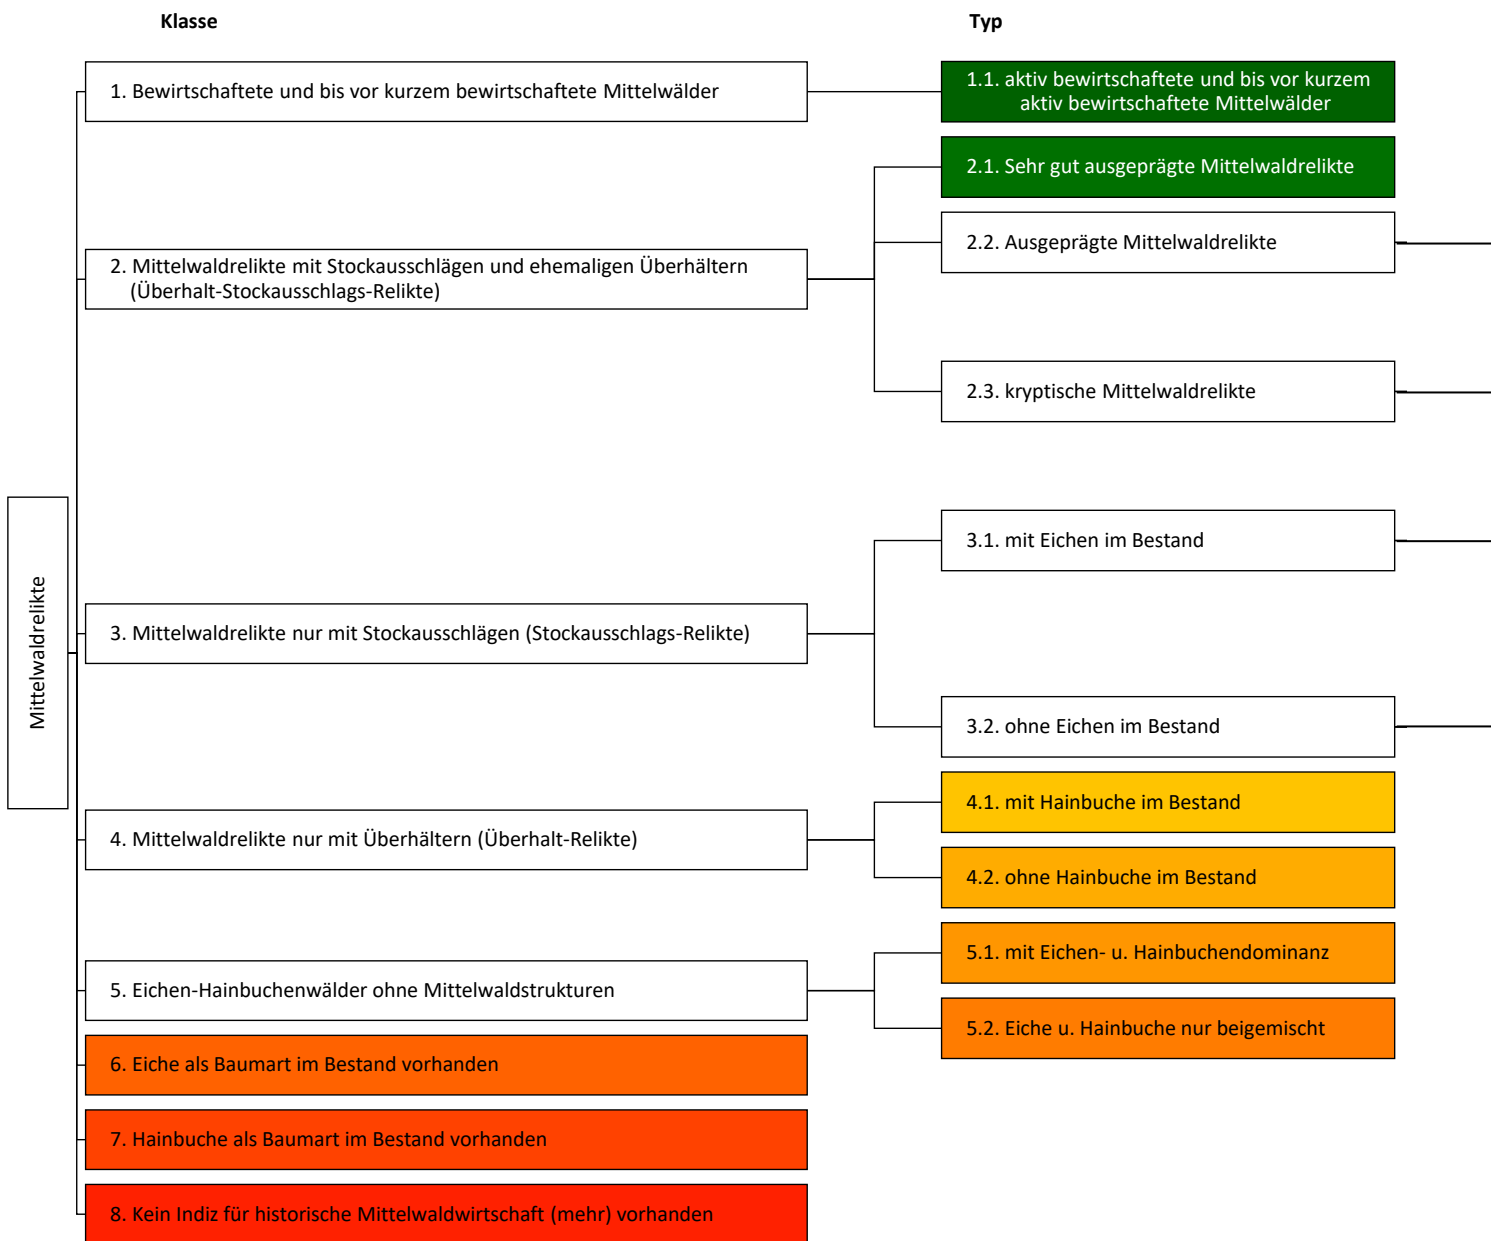 Klasse
Typ
1. Bewirtschaftete und bis vor kurzem bewirtschaftete Mittelwälder
1.1. aktiv bewirtschaftete und bis vor kurzem
aktiv bewirtschaftete Mittelwälder
2.1. Sehr gut ausgeprägte Mittelwaldrelikte
2.2. Ausgeprägte Mittelwaldrelikte
2. Mittelwaldrelikte mit Stockausschlägen und ehemaligen Überhältern
(Überhalt-Stockausschlags-Relikte)
2.3. kryptische Mittelwaldrelikte
3.1. mit Eichen im Bestand
Mittelwaldrelikte
3. Mittelwaldrelikte nur mit Stockausschlägen (Stockausschlags-Relikte)
3.2. ohne Eichen im Bestand
4.1. mit Hainbuche im Bestand
4. Mittelwaldrelikte nur mit Überhältern (Überhalt-Relikte)
4.2. ohne Hainbuche im Bestand
5.1. mit Eichen- u. Hainbuchendominanz
5. Eichen-Hainbuchenwälder ohne Mittelwaldstrukturen
5.2. Eiche u. Hainbuche nur beigemischt
6. Eiche als Baumart im Bestand vorhanden
7. Hainbuche als Baumart im Bestand vorhanden
8. Kein Indiz für historische Mittelwaldwirtschaft (mehr) vorhanden